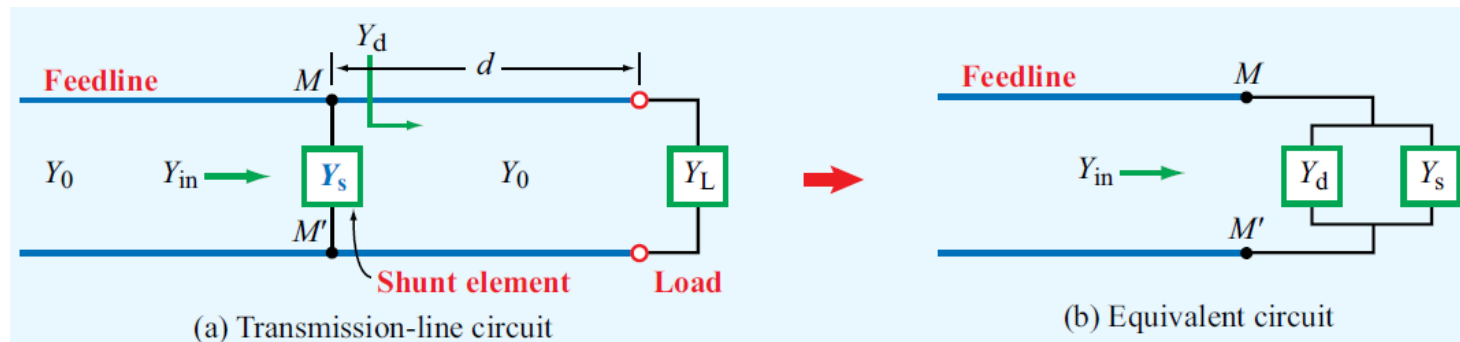 Y_d
d
Feedline M
Y_0 Y_in Y_s Y_0 Y_L
M′
Shunt element Load
(a) Transmission-line circuit
Feedline M
Y_in Y_d Y_s
M′
(b) Equivalent circuit